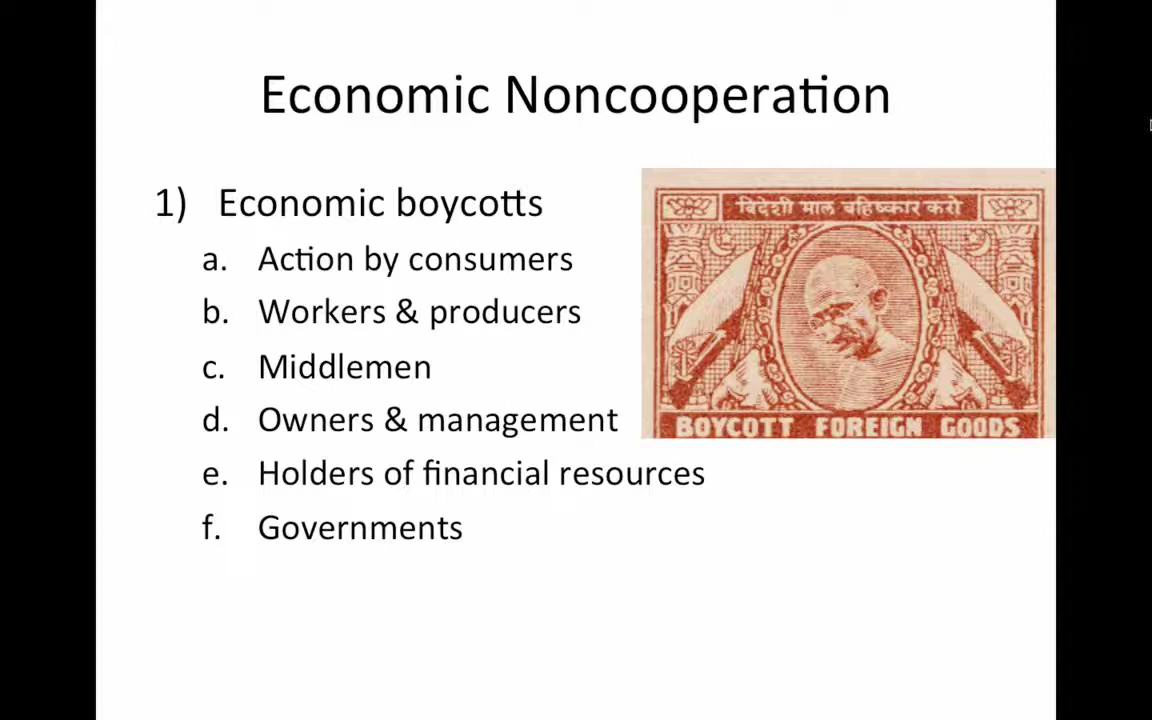 Economic Noncooperation
1) Economic boycotts
a. Action by consumers
b. Workers & producers
c. Middlemen
d. Owners & management
e. Holders of financial resources
f. Governments
बिदेशी माल बहिष्कार करो
BOYCOTT FOREIGN GOODS